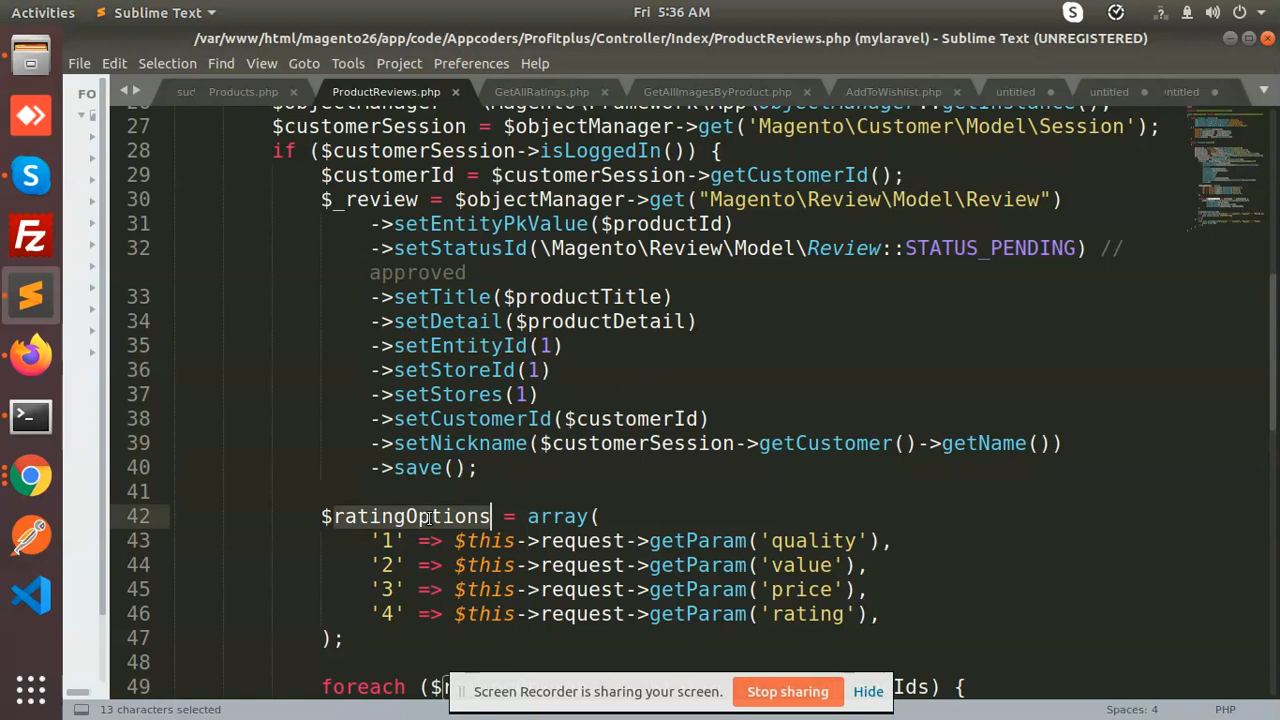 Activities Sublime Text Fri 5:36 AM
/var/www/html/magento26/app/code/Appcoders/Profitplus/Controller/Index/ProductReviews.php (mylaravel) - Sublime Text (UNREGISTERED)
File Edit Selection Find View Goto Tools Project Preferences Help
FO suc Products.php × ProductReviews.php × GetAllRatings.php × GetAllImagesByProduct.php × AddToWishlist.php × untitled untitled untitled
27 $customerSession = $objectManager->get('Magento\Customer\Model\Session');
28 if ($customerSession->isLoggedIn()) {
29 $customerId = $customerSession->getCustomerId();
30 $_review = $objectManager->get("Magento\Review\Model\Review")
31 ->setEntityPkValue($productId)
32 ->setStatusId(\Magento\Review\Model\Review::STATUS_PENDING) //
approved
33 ->setTitle($productTitle)
34 ->setDetail($productDetail)
35 ->setEntityId(1)
36 ->setStoreId(1)
37 ->setStores(1)
38 ->setCustomerId($customerId)
39 ->setNickname($customerSession->getCustomer()->getName())
40 ->save();
41
42 $ratingOptions = array(
43 '1' => $this->request->getParam('quality'),
44 '2' => $this->request->getParam('value'),
45 '3' => $this->request->getParam('price'),
46 '4' => $this->request->getParam('rating'),
47 );
48
49 foreach ($ Ids) {
Screen Recorder is sharing your screen. Stop sharing Hide
13 characters selected Spaces: 4 PHP